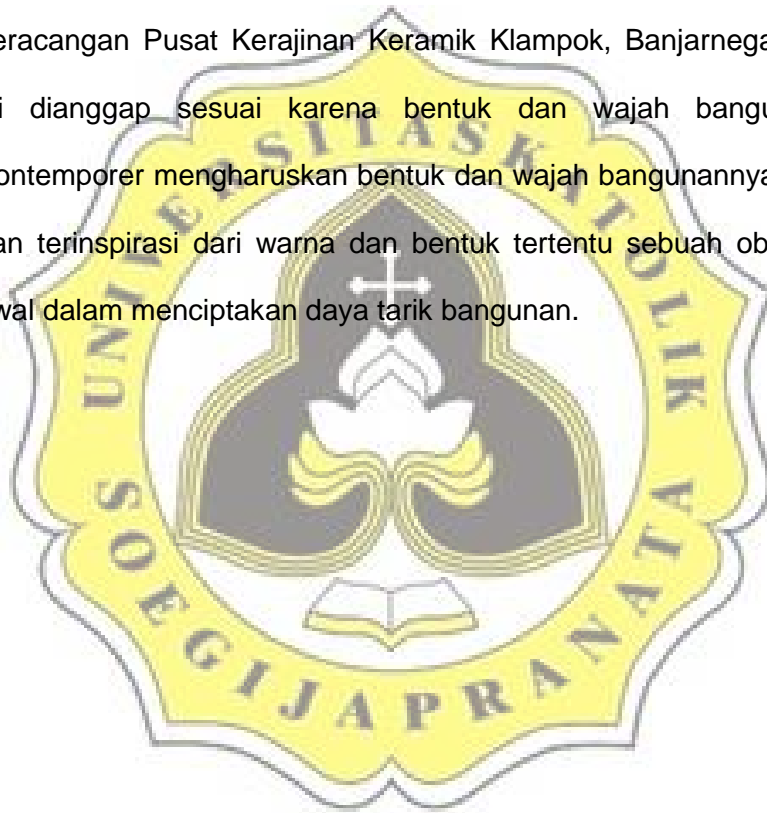 eracangan Pusat Kerajinan Keramik Klampok, Banjarnega
i dianggap sesuai karena bentuk dan wajah bangu
ontemporer mengharuskan bentuk dan wajah bangunannya
an terinspirasi dari warna dan bentuk tertentu sebuah ob
wal dalam menciptakan daya tarik bangunan.
UNIVERSITAS KATOLIK
SOEGIJAPRANATA